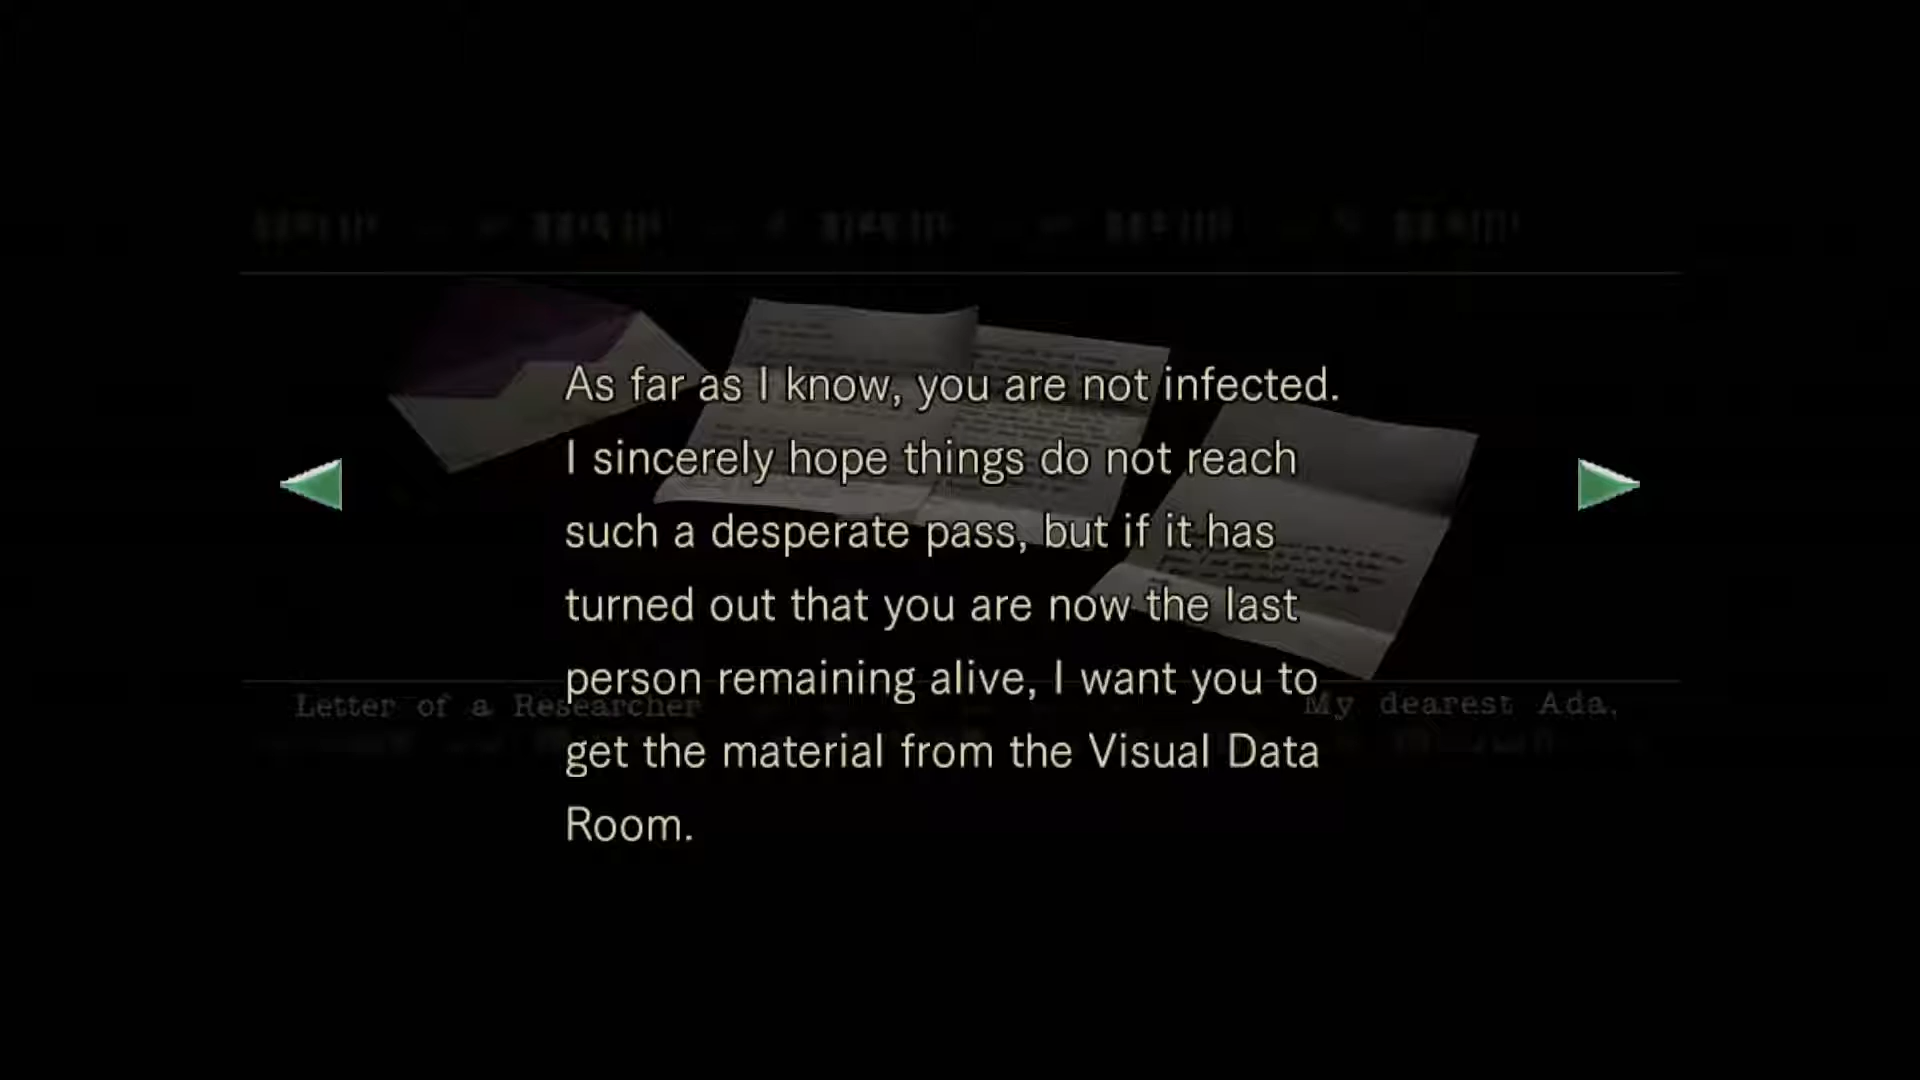 As far as I know, you are not infected.
I sincerely hope things do not reach
such a desperate pass, but if it has
turned out that you are now the last
person remaining alive, I want you to
get the material from the Visual Data
Room.
Letter of a Researcher
My dearest Ada,